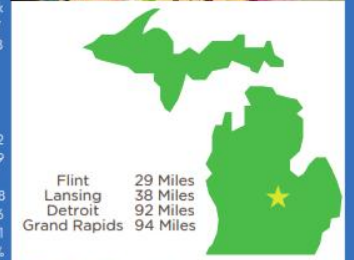 Flint 29 Miles
Lansing 38 Miles
Detroit 92 Miles
Grand Rapids 94 Miles